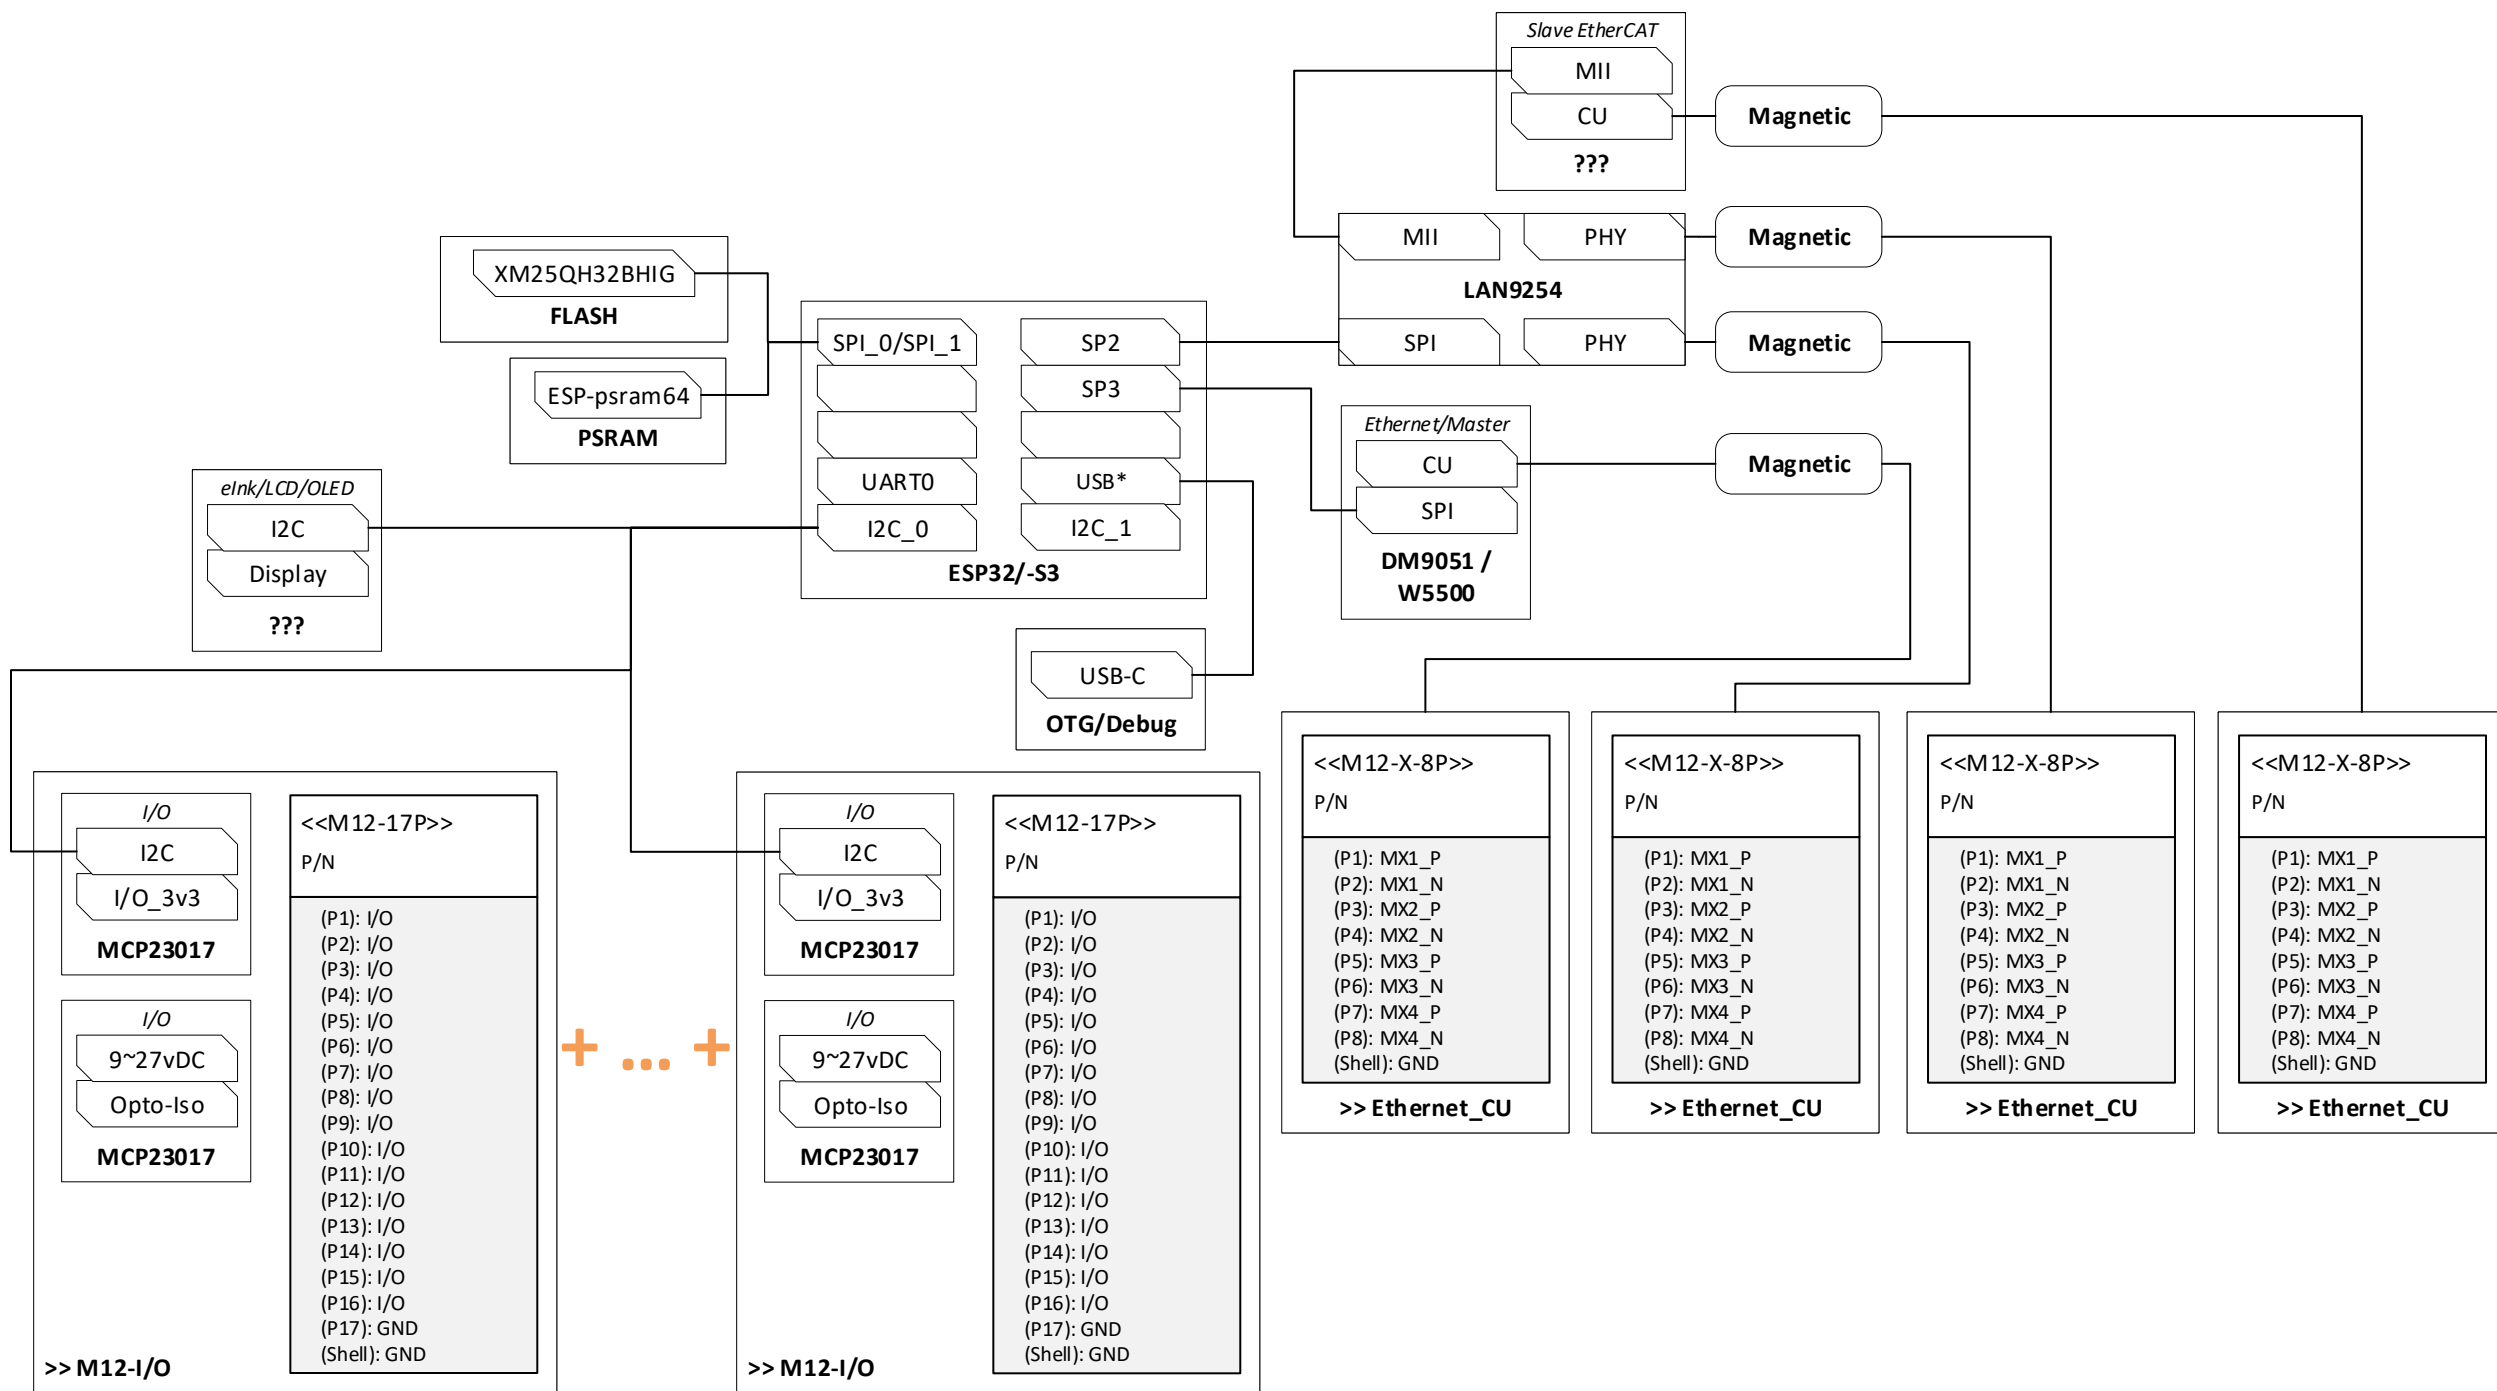 Slave EtherCAT
MII
CU
???
Magnetic
MII
PHY
Magnetic
LAN9254
SPI
PHY
Magnetic
XM25QH32BHIG
FLASH
ESP-psram64
PSRAM
SPI_0/SPI_1
SP2
SP3
UART0
USB*
I2C_0
I2C_1
ESP32/-S3
Ethernet/Master
CU
SPI
DM9051 /
W5500
Magnetic
eInk/LCD/OLED
I2C
Display
???
USB-C
OTG/Debug
I/O
I2C
I/O_3v3
MCP23017
I/O
9~27vDC
Opto-Iso
MCP23017
<<M12-17P>>
P/N
(P1): I/O
(P2): I/O
(P3): I/O
(P4): I/O
(P5): I/O
(P6): I/O
(P7): I/O
(P8): I/O
(P9): I/O
(P10): I/O
(P11): I/O
(P12): I/O
(P13): I/O
(P14): I/O
(P15): I/O
(P16): I/O
(P17): GND
(Shell): GND
>> M12-I/O
+ ... +
I/O
I2C
I/O_3v3
MCP23017
I/O
9~27vDC
Opto-Iso
MCP23017
<<M12-17P>>
P/N
(P1): I/O
(P2): I/O
(P3): I/O
(P4): I/O
(P5): I/O
(P6): I/O
(P7): I/O
(P8): I/O
(P9): I/O
(P10): I/O
(P11): I/O
(P12): I/O
(P13): I/O
(P14): I/O
(P15): I/O
(P16): I/O
(P17): GND
(Shell): GND
>> M12-I/O
<<M12-X-8P>>
P/N
(P1): MX1_P
(P2): MX1_N
(P3): MX2_P
(P4): MX2_N
(P5): MX3_P
(P6): MX3_N
(P7): MX4_P
(P8): MX4_N
(Shell): GND
>> Ethernet_CU
<<M12-X-8P>>
P/N
(P1): MX1_P
(P2): MX1_N
(P3): MX2_P
(P4): MX2_N
(P5): MX3_P
(P6): MX3_N
(P7): MX4_P
(P8): MX4_N
(Shell): GND
>> Ethernet_CU
<<M12-X-8P>>
P/N
(P1): MX1_P
(P2): MX1_N
(P3): MX2_P
(P4): MX2_N
(P5): MX3_P
(P6): MX3_N
(P7): MX4_P
(P8): MX4_N
(Shell): GND
>> Ethernet_CU
<<M12-X-8P>>
P/N
(P1): MX1_P
(P2): MX1_N
(P3): MX2_P
(P4): MX2_N
(P5): MX3_P
(P6): MX3_N
(P7): MX4_P
(P8): MX4_N
(Shell): GND
>> Ethernet_CU